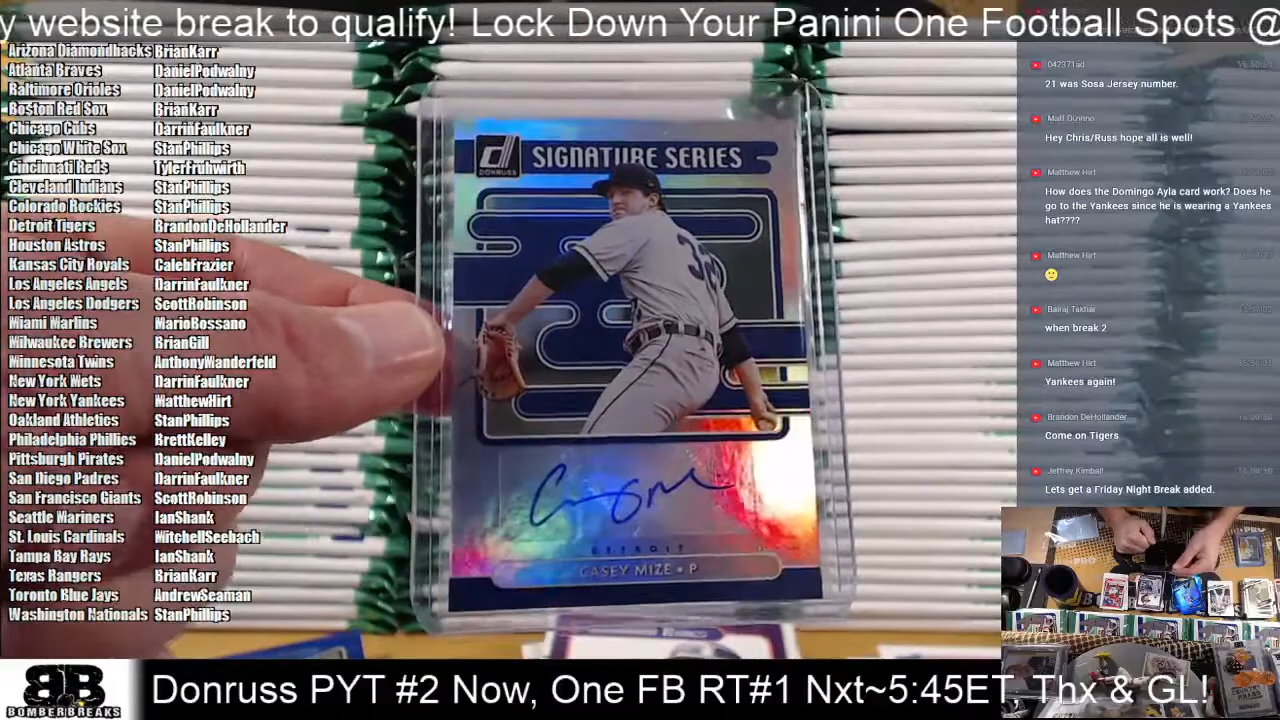 y website break to qualify! Lock Down Your Panini One Football Spots @
Arizona Diamondbacks BrianKarr
Atlanta Braves DanielPodwalny
Baltimore Orioles DanielPodwalny
Boston Red Sox BrianKarr
Chicago Cubs DarrinFaulkner
Chicago White Sox StanPhillips
Cincinnati Reds TylerFruhwirth
Cleveland Indians StanPhillips
Colorado Rockies StanPhillips
Detroit Tigers BrandonDeHollander
Houston Astros StanPhillips
Kansas City Royals CalebFrazier
Los Angeles Angels DarrinFaulkner
Los Angeles Dodgers ScottRobinson
Miami Marlins MarioRossano
Milwaukee Brewers BrianGill
Minnesota Twins AnthonyWanderfeld
New York Mets DarrinFaulkner
New York Yankees MatthewHirt
Oakland Athletics StanPhillips
Philadelphia Phillies BrettKelley
Pittsburgh Pirates DanielPodwalny
San Diego Padres DarrinFaulkner
San Francisco Giants ScottRobinson
Seattle Mariners IanShank
St. Louis Cardinals MitchellSeebach
Tampa Bay Rays IanShank
Texas Rangers BrianKarr
Toronto Blue Jays AndrewSeaman
Washington Nationals StanPhillips
d DONRUSS
SIGNATURE SERIES
DETROIT
CASEY MIZE • P
042371ad
21 was Sosa Jersey number.
Matt Dizinno
Hey Chris/Russ hope all is well!
Matthew Hirt
How does the Domingo Ayla card work? Does he
go to the Yankees since he is wearing a Yankees
hat????
Matthew Hirt
Balraj Takhar
when break 2
Matthew Hirt
Yankees again!
Brandon DeHollander
Come on Tigers
Jeffrey Kimball
Lets get a Friday Night Break added.
BB
BOMBERBREAKS
Donruss PYT #2 Now, One FB RT#1 Nxt~5:45ET. Thx & GL!